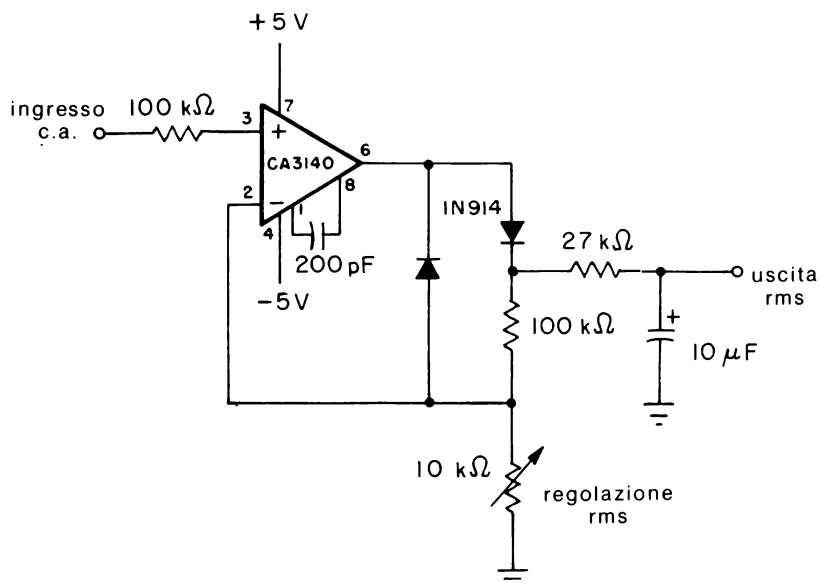 +5 V
ingresso
c.a.
100 kΩ
3
7
+
CA3140
6
8
2
−
1
4
200 pF
−5 V
1N914
27 kΩ
uscita
rms
100 kΩ
+
10 µF
10 kΩ
regolazione
rms